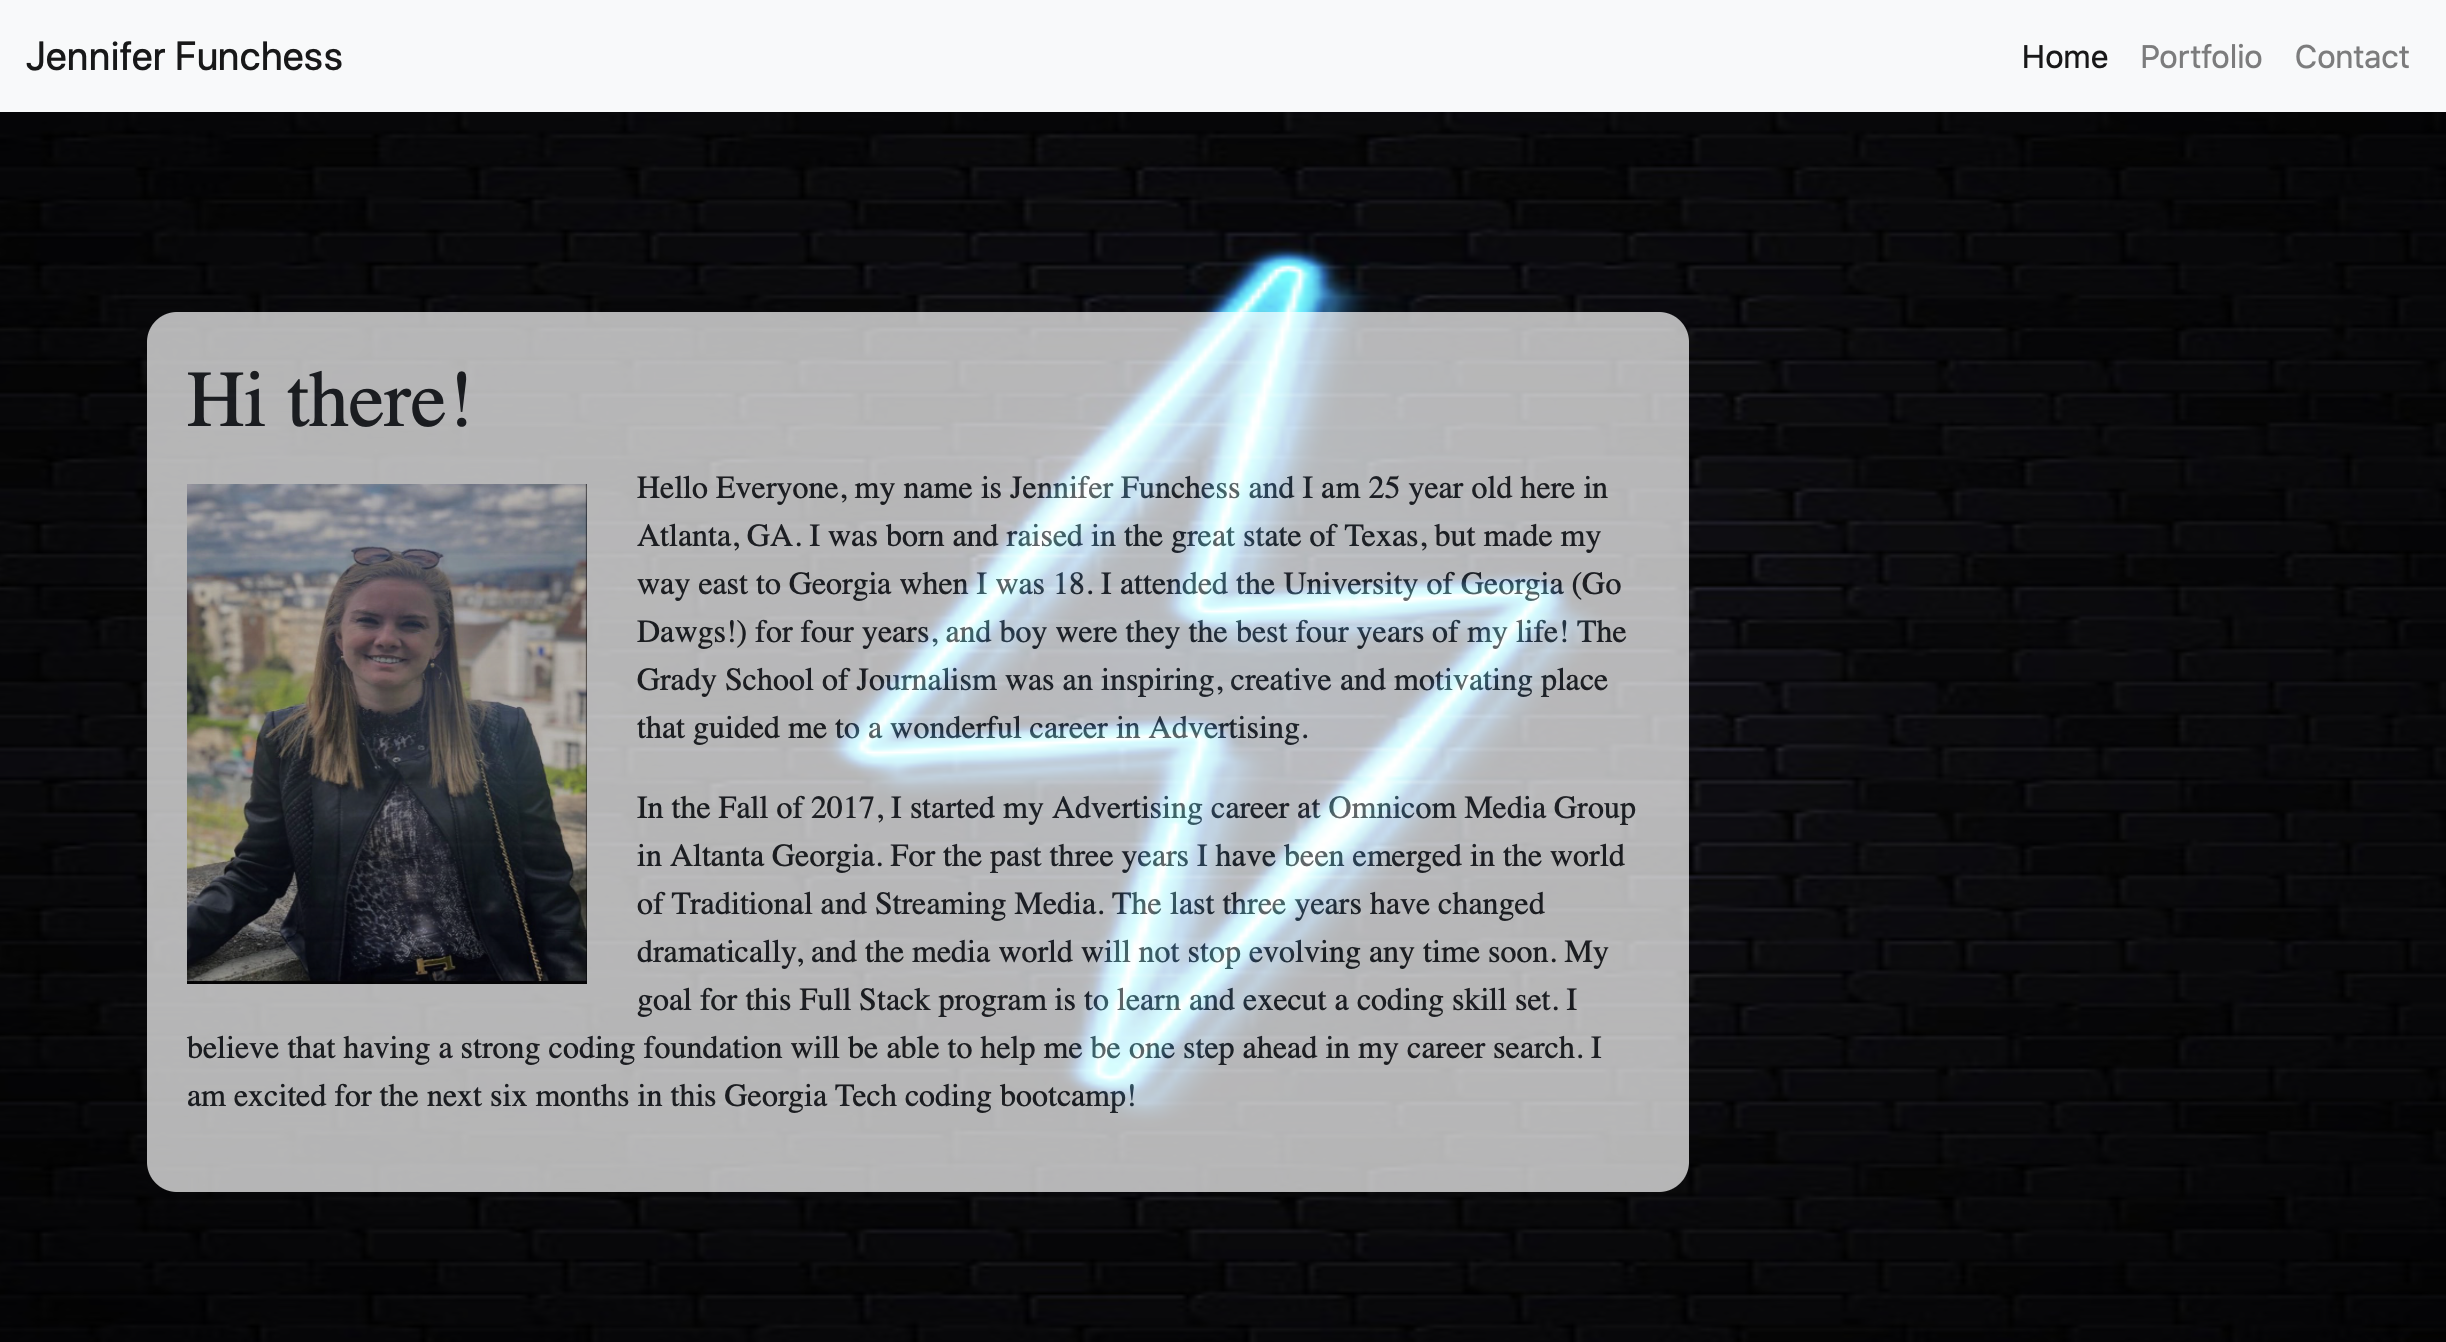 Jennifer Funchess
Home Portfolio Contact
Hi there!
Hello Everyone, my name is Jennifer Funchess and I am 25 year old here in
Atlanta, GA. I was born and raised in the great state of Texas, but made my
way east to Georgia when I was 18. I attended the University of Georgia (Go
Dawgs!) for four years, and boy were they the best four years of my life! The
Grady School of Journalism was an inspiring, creative and motivating place
that guided me to a wonderful career in Advertising.
In the Fall of 2017, I started my Advertising career at Omnicom Media Group
in Altanta Georgia. For the past three years I have been emerged in the world
of Traditional and Streaming Media. The last three years have changed
dramatically, and the media world will not stop evolving any time soon. My
goal for this Full Stack program is to learn and execut a coding skill set. I
believe that having a strong coding foundation will be able to help me be one step ahead in my career search. I
am excited for the next six months in this Georgia Tech coding bootcamp!